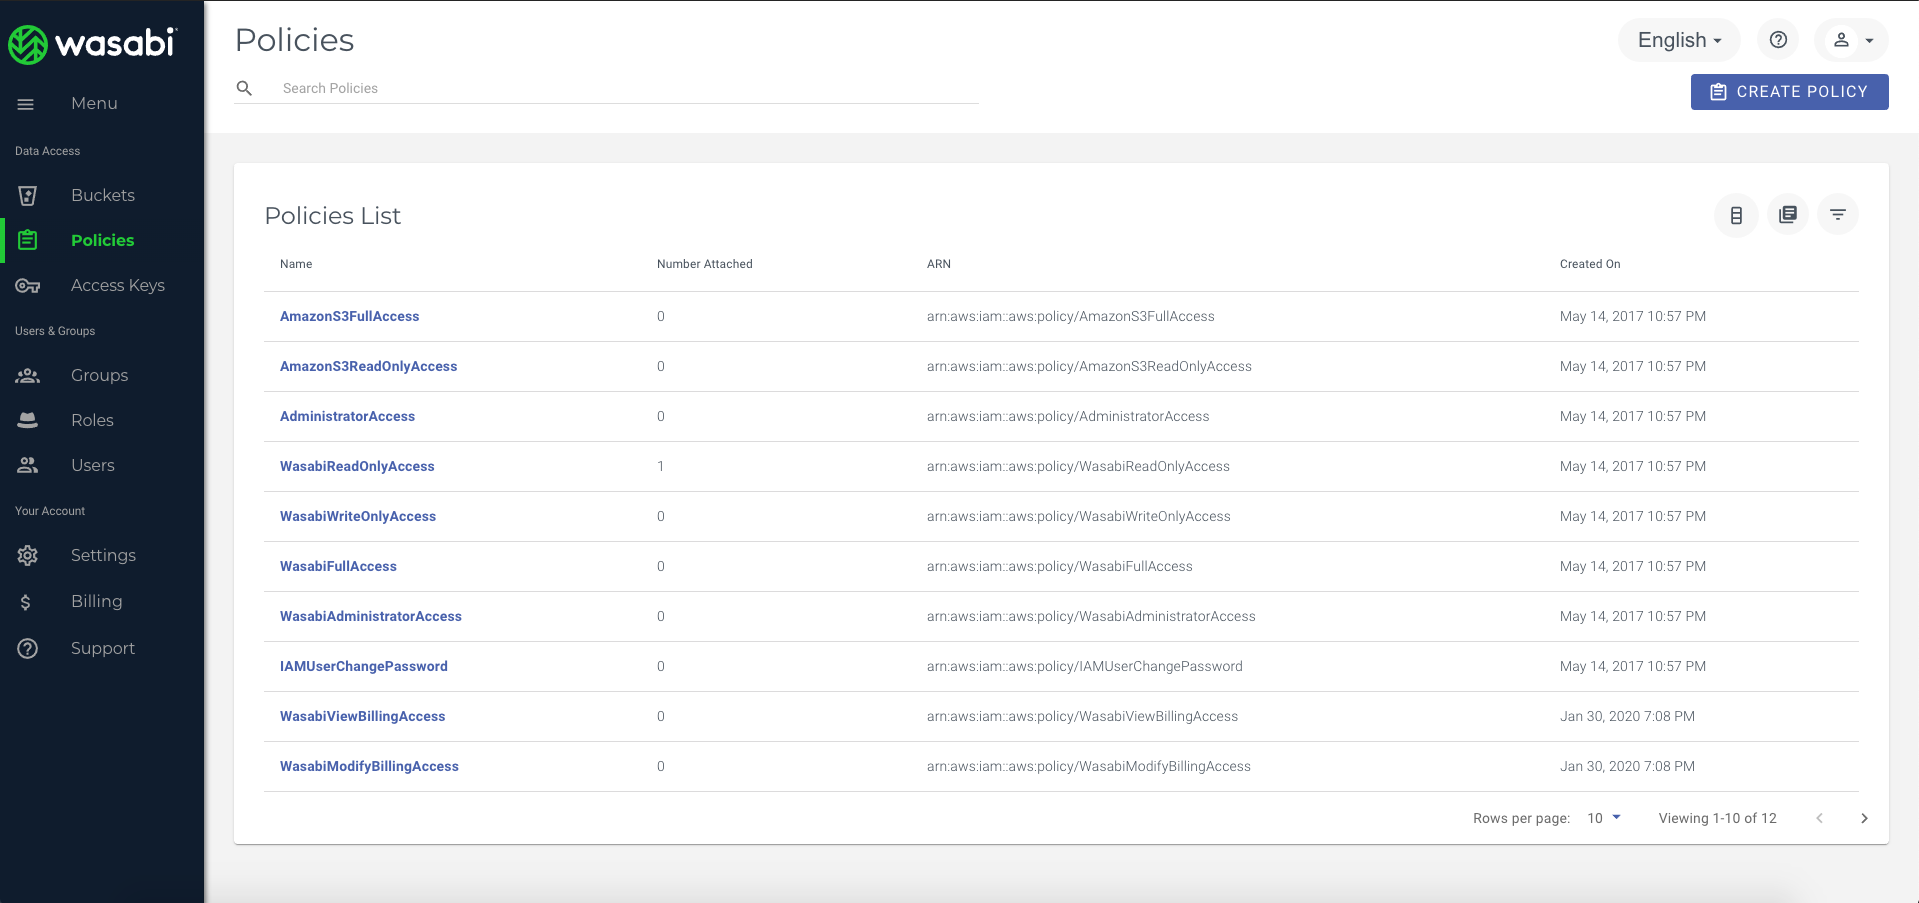 wasabi
Menu
Data Access
Buckets
Policies
Access Keys
Users & Groups
Groups
Roles
Users
Your Account
Settings
Billing
Support
Policies
English
Search Policies
CREATE POLICY
Policies List
Name Number Attached ARN Created On
AmazonS3FullAccess 0 arn:aws:iam::aws:policy/AmazonS3FullAccess May 14, 2017 10:57 PM
AmazonS3ReadOnlyAccess 0 arn:aws:iam::aws:policy/AmazonS3ReadOnlyAccess May 14, 2017 10:57 PM
AdministratorAccess 0 arn:aws:iam::aws:policy/AdministratorAccess May 14, 2017 10:57 PM
WasabiReadOnlyAccess 1 arn:aws:iam::aws:policy/WasabiReadOnlyAccess May 14, 2017 10:57 PM
WasabiWriteOnlyAccess 0 arn:aws:iam::aws:policy/WasabiWriteOnlyAccess May 14, 2017 10:57 PM
WasabiFullAccess 0 arn:aws:iam::aws:policy/WasabiFullAccess May 14, 2017 10:57 PM
WasabiAdministratorAccess 0 arn:aws:iam::aws:policy/WasabiAdministratorAccess May 14, 2017 10:57 PM
IAMUserChangePassword 0 arn:aws:iam::aws:policy/IAMUserChangePassword May 14, 2017 10:57 PM
WasabiViewBillingAccess 0 arn:aws:iam::aws:policy/WasabiViewBillingAccess Jan 30, 2020 7:08 PM
WasabiModifyBillingAccess 0 arn:aws:iam::aws:policy/WasabiModifyBillingAccess Jan 30, 2020 7:08 PM
Rows per page: 10 Viewing 1-10 of 12